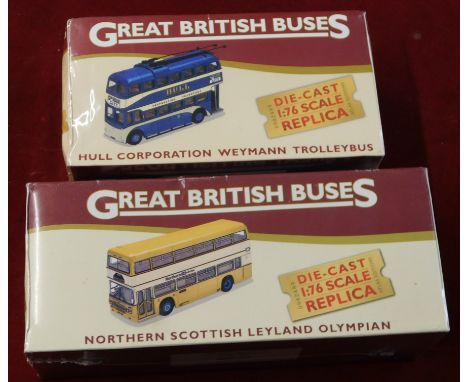 GREAT BRITISH BUSES
HULL
DIE-CAST
1:76 SCALE
REPLICA
HULL CORPORATION WEYMANN TROLLEYBUS
GREAT BRITISH BUSES
DIE-CAST
1:76 SCALE
REPLICA
NORTHERN SCOTTISH LEYLAND OLYMPIAN